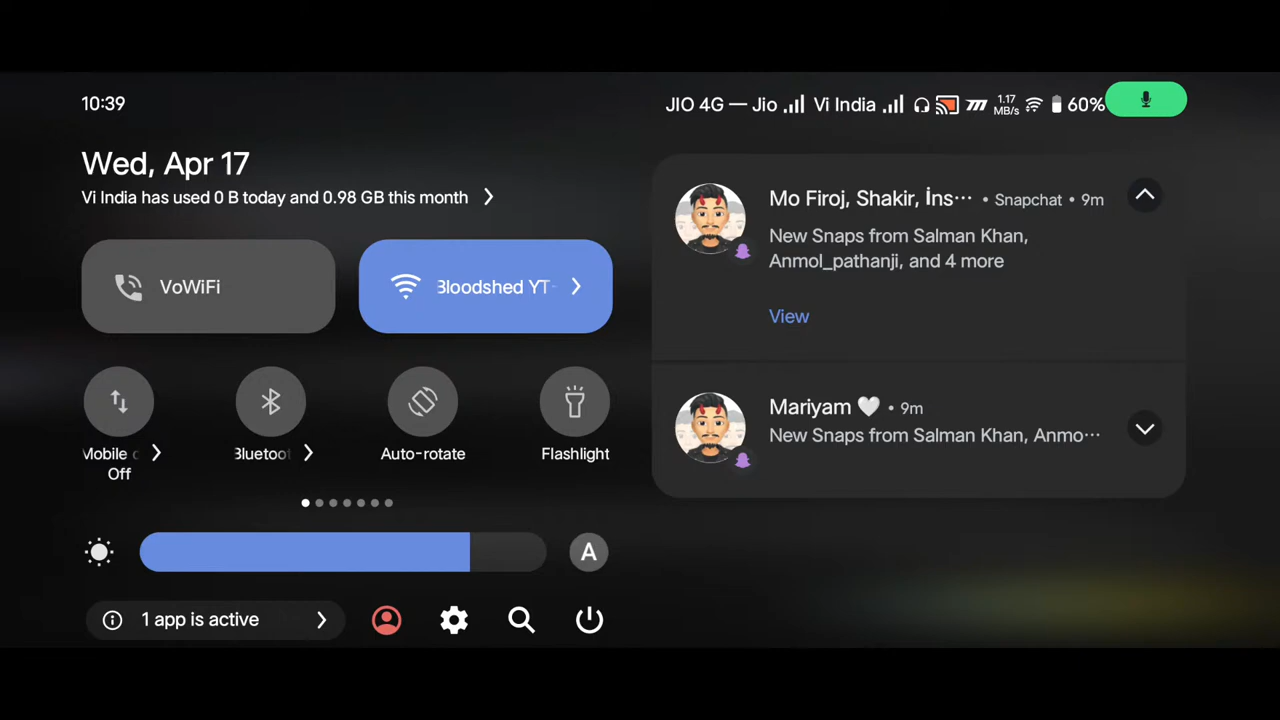 10:39
JIO 4G — Jio Vi India 1.17 MB/s 60%
Wed, Apr 17
Vi India has used 0 B today and 0.98 GB this month
VoWiFi
Bloodshed YT
Mobile
Off
Bluetoot
Auto-rotate
Flashlight
A
1 app is active
Mo Firoj, Shakir, İns··· • Snapchat • 9m
New Snaps from Salman Khan,
Anmol_pathanji, and 4 more
View
Mariyam 🤍 • 9m
New Snaps from Salman Khan, Anmo···